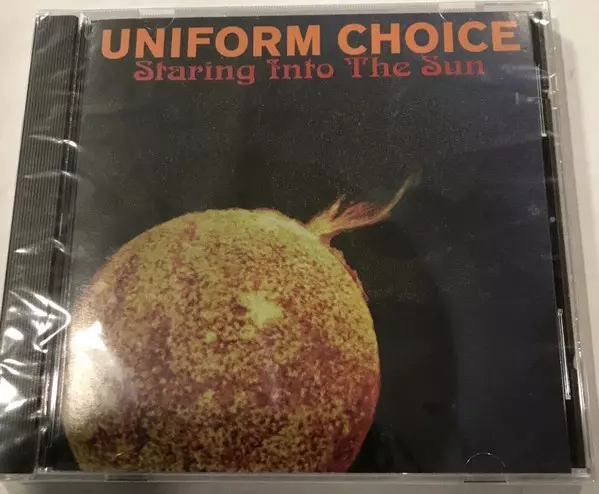 UNIFORM CHOICE
Staring Into The Sun